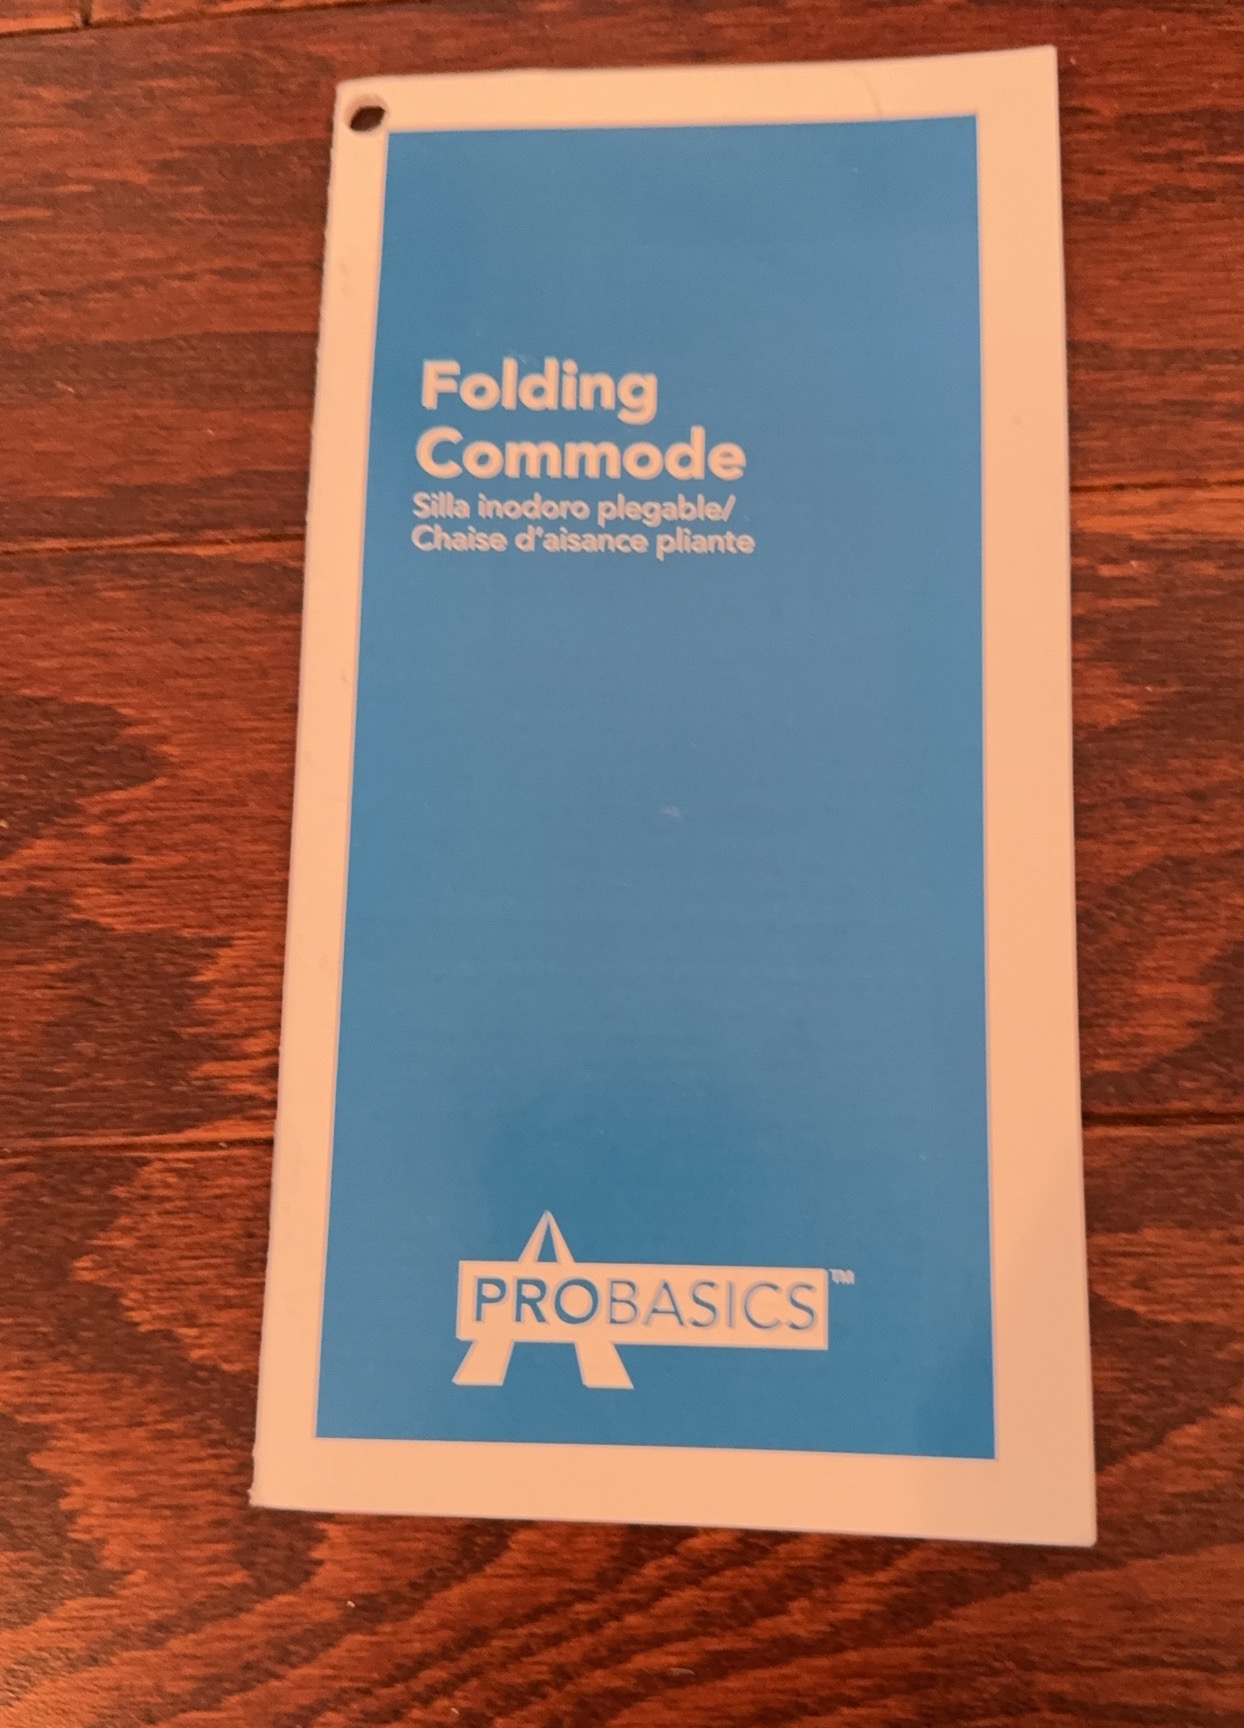 Folding
Commode
Silla inodoro plegable/
Chaise d'aisance pliante
PROBASICS™